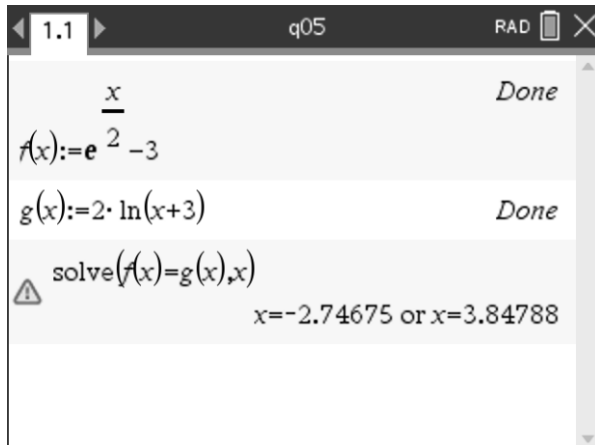 1.1 q05 RAD
f(x):=e^(x/2) −3 Done
g(x):=2· ln(x+3) Done
solve(f(x)=g(x),x)
x=-2.74675 or x=3.84788